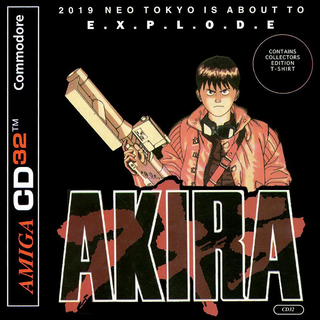 2019 NEO TOKYO IS ABOUT TO
E.X.P.L.O.D.E
CONTAINS
COLLECTORS
EDITION
T-SHIRT
Commodore
AMIGA CD32™
AKIRA
CD32